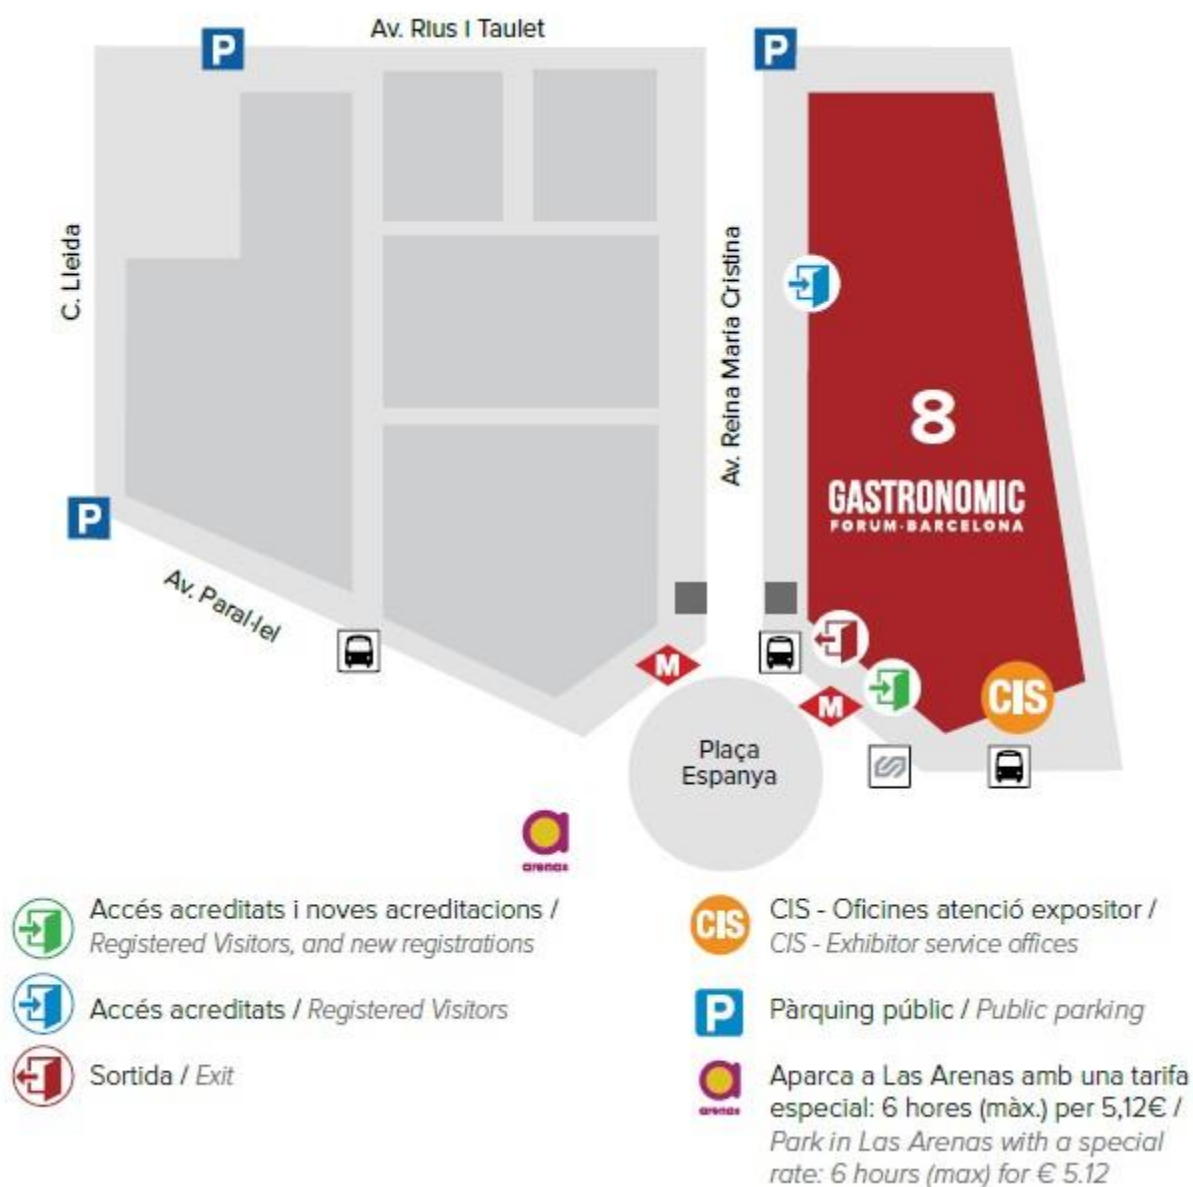 P
Av. Rius i Taulet
P
C. Lleida
Av. Reina Maria Cristina
8
GASTRONOMIC
FORUM·BARCELONA
P
Av. Paral·lel
M
M
CIS
Plaça
Espanya
a
arenas
Accés acreditats i noves acreditacions /
Registered Visitors, and new registrations
Accés acreditats / Registered Visitors
Sortida / Exit
CIS
CIS - Oficines atenció expositor /
CIS - Exhibitor service offices
P
Pàrquing públic / Public parking
a
arenas
Aparca a Las Arenas amb una tarifa
especial: 6 hores (màx.) per 5,12€ /
Park in Las Arenas with a special
rate: 6 hours (max) for € 5.12